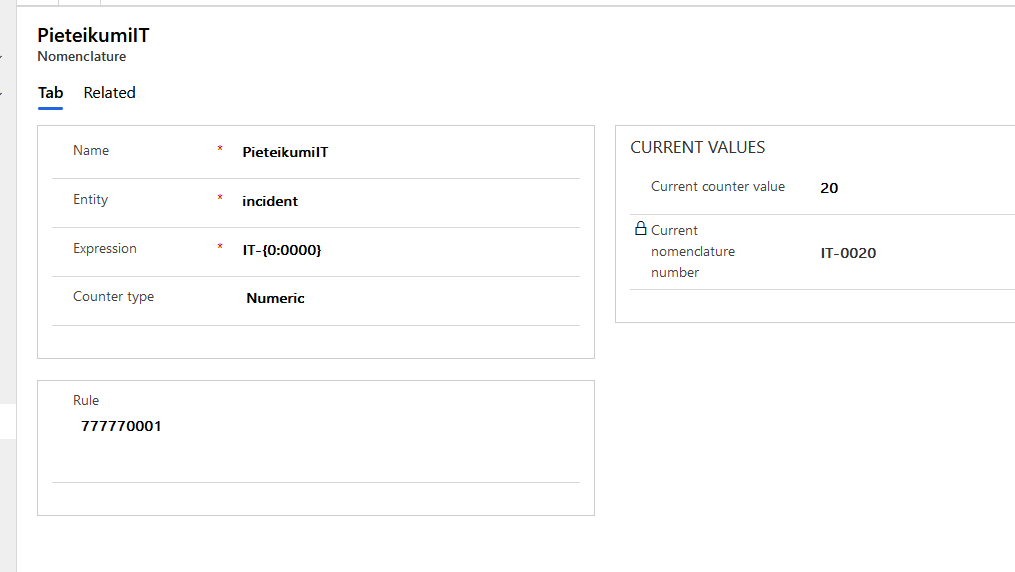 PieteikumiIT
Nomenclature
Tab Related
Name * PieteikumiIT
Entity * incident
Expression * IT-{0:0000}
Counter type Numeric
Rule
777770001
CURRENT VALUES
Current counter value 20
Current
nomenclature
number
IT-0020